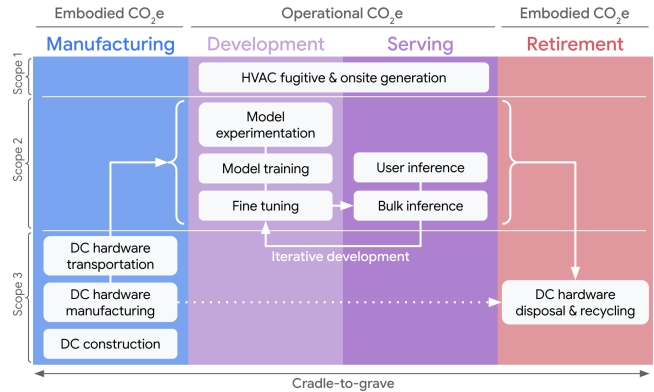 Embodied CO₂e
Operational CO₂e
Embodied CO₂e
Manufacturing
Development
Serving
Retirement
Scope 1
HVAC fugitive & onsite generation
Scope 2
Model
experimentation
Model training
User inference
Fine tuning
Bulk inference
Iterative development
Scope 3
DC hardware
transportation
DC hardware
manufacturing
DC construction
DC hardware
disposal & recycling
Cradle-to-grave